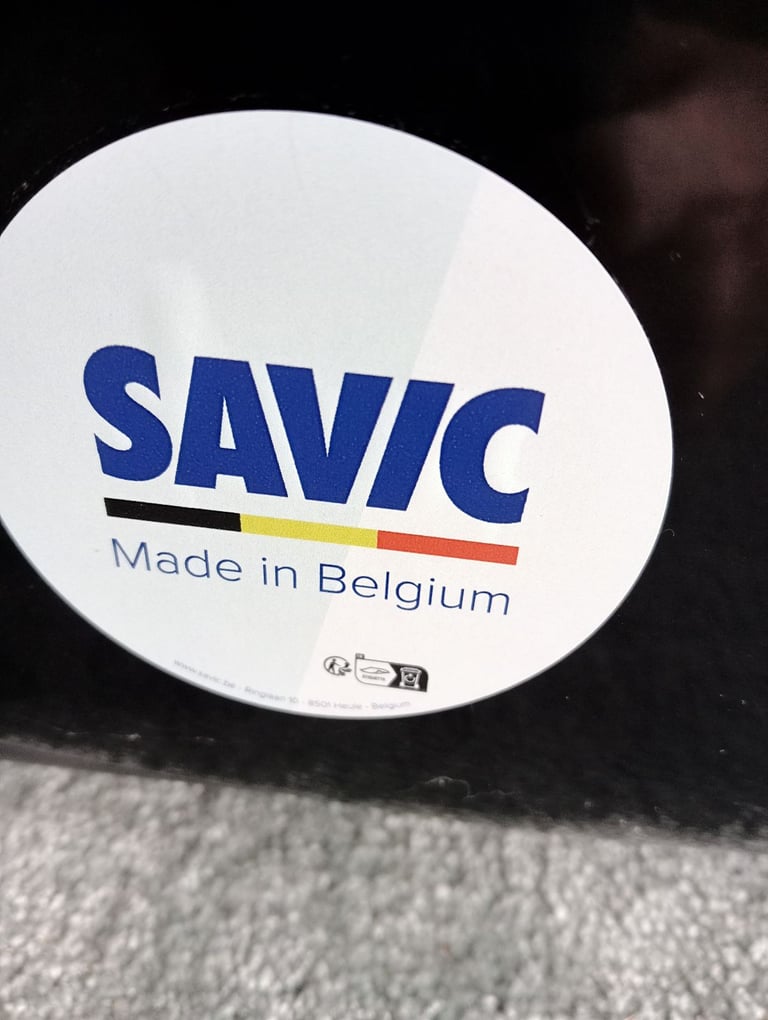 SAVIC
Made in Belgium
www.savic.be - Ringlaan 10 - 8501 Heule - Belgium